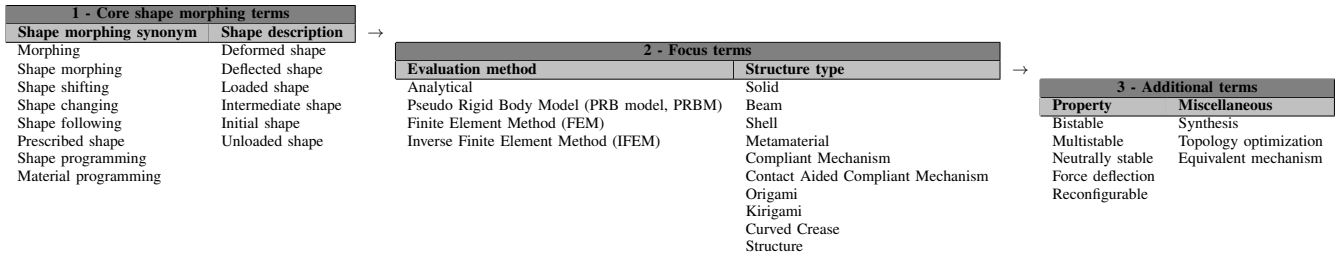 1 - Core shape morphing terms
Shape morphing synonym Shape description →
Morphing Deformed shape
Shape morphing Deflected shape
Shape shifting Loaded shape
Shape changing Intermediate shape
Shape following Initial shape
Prescribed shape Unloaded shape
Shape programming
Material programming
2 - Focus terms
Evaluation method Structure type →
Analytical Solid
Pseudo Rigid Body Model (PRB model, PRBM) Beam
Finite Element Method (FEM) Shell
Inverse Finite Element Method (IFEM) Metamaterial
Compliant Mechanism
Contact Aided Compliant Mechanism
Origami
Kirigami
Curved Crease
Structure
3 - Additional terms
Property Miscellaneous
Bistable Synthesis
Multistable Topology optimization
Neutrally stable Equivalent mechanism
Force deflection
Reconfigurable